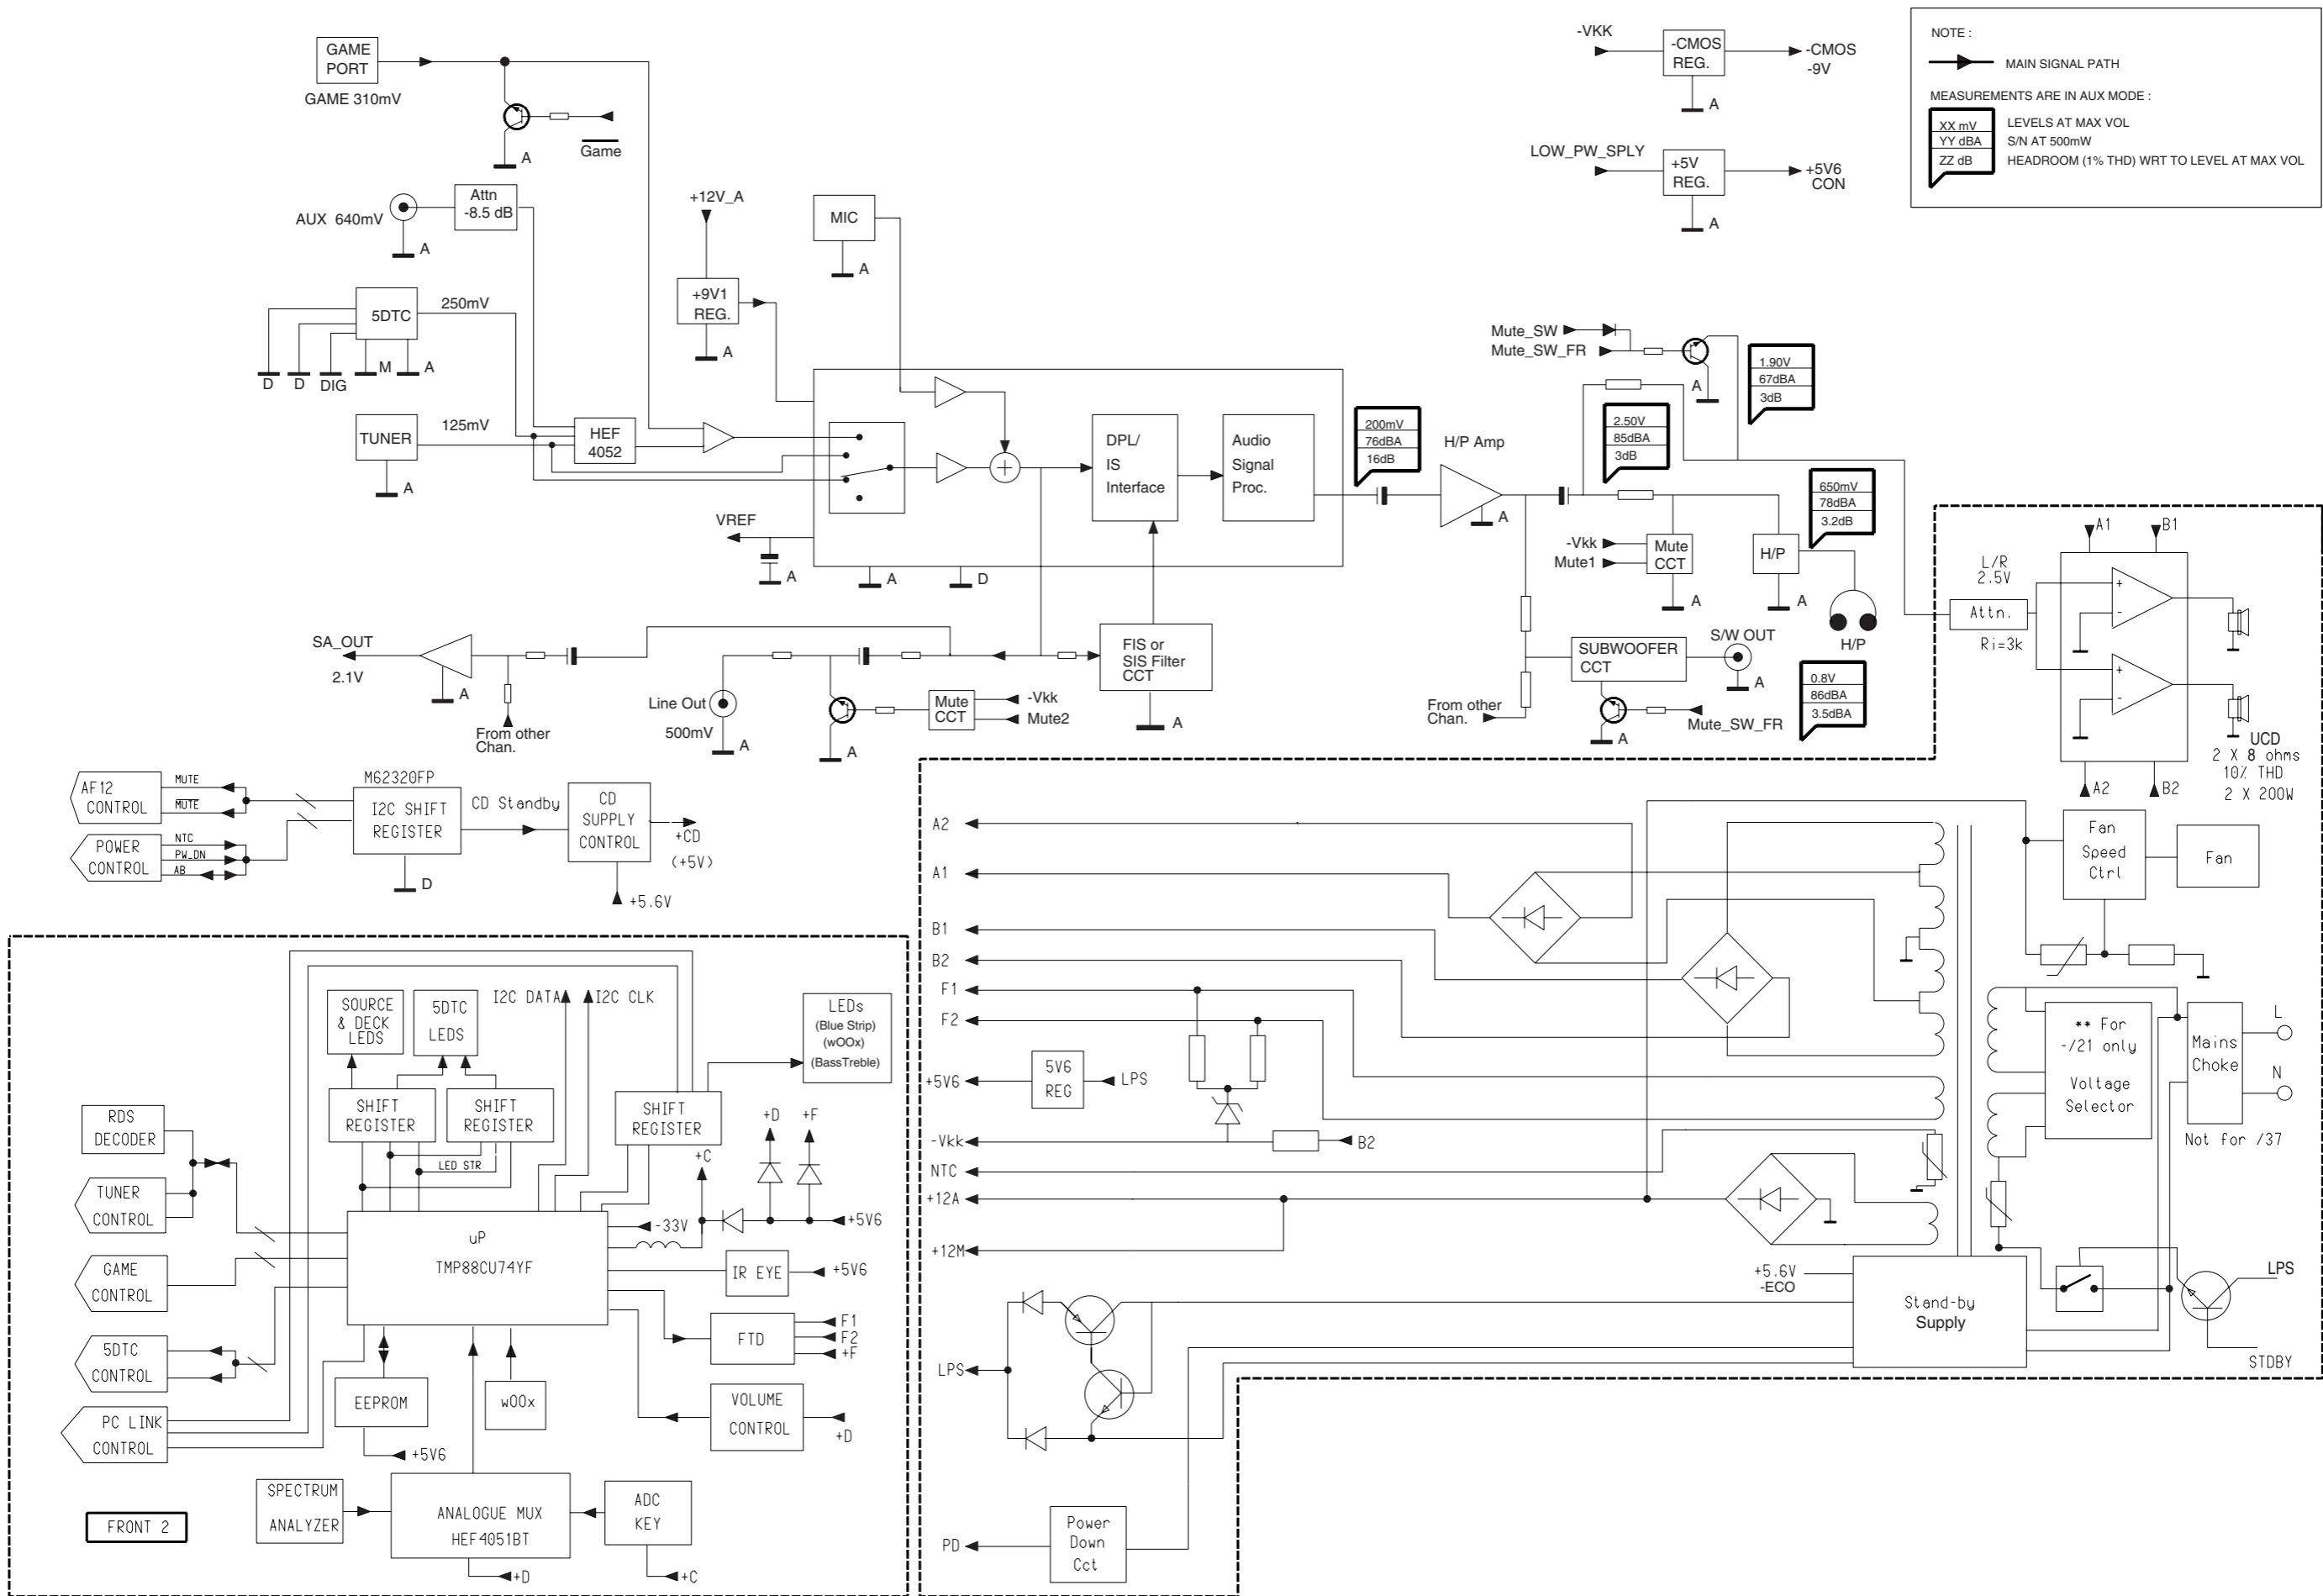 GAME
PORT
GAME 310mV
Game
A
AUX 640mV
Attn
-8.5 dB
A
5DTC
250mV
D
D
DIG
M
A
TUNER
125mV
A
HEF
4052
+12V_A
+9V1
REG.
A
MIC
A
VREF
A
A
D
DPL/
IS
Interface
Audio
Signal
Proc.
-VKK
-CMOS
REG.
-CMOS
-9V
A
LOW_PW_SPLY
+5V
REG.
+5V6
CON
A
NOTE :
MAIN SIGNAL PATH
MEASUREMENTS ARE IN AUX MODE :
XX mV
YY dBA
ZZ dB
LEVELS AT MAX VOL
S/N AT 500mW
HEADROOM (1% THD) WRT TO LEVEL AT MAX VOL
200mV
76dBA
16dB
H/P Amp
A
Mute_SW
Mute_SW_FR
A
1.90V
67dBA
3dB
2.50V
85dBA
3dB
650mV
78dBA
3.2dB
-Vkk
Mute1
Mute
CCT
A
H/P
A
H/P
SUBWOOFER
CCT
S/W OUT
A
0.8V
86dBA
3.5dBA
From other
Chan.
Mute_SW_FR
A
SA_OUT
2.1V
A
From other
Chan.
Line Out
500mV
A
A
Mute
CCT
-Vkk
Mute2
FIS or
SIS Filter
CCT
A
A1
B1
L/R
2.5V
Attn.
Ri=3k
+
-
+
-
A2
B2
UCD
2 X 8 ohms
10% THD
2 X 200W
AF12
CONTROL
MUTE
MUTE
POWER
CONTROL
NTC
PW_DN
AB
M62320FP
I2C SHIFT
REGISTER
D
CD Standby
CD
SUPPLY
CONTROL
+CD
(+5V)
+5.6V
SOURCE
& DECK
LEDS
5DTC
LEDS
I2C DATA
I2C CLK
LEDs
(Blue Strip)
(wOOx)
(BassTreble)
SHIFT
REGISTER
SHIFT
REGISTER
SHIFT
REGISTER
LED STR
RDS
DECODER
TUNER
CONTROL
GAME
CONTROL
5DTC
CONTROL
PC LINK
CONTROL
uP
TMP88CU74YF
+D
+F
+C
-33V
+5V6
IR EYE
+5V6
FTD
F1
F2
+F
VOLUME
CONTROL
+D
EEPROM
+5V6
wOOx
SPECTRUM
ANALYZER
ANALOGUE MUX
HEF4051BT
+D
ADC
KEY
+C
FRONT 2
A2
A1
B1
B2
F1
F2
+5V6
5V6
REG
LPS
-Vkk
B2
NTC
+12A
+12M
LPS
PD
Power
Down
Cct
Fan
Speed
Ctrl
Fan
** For
-/21 only
Voltage
Selector
Mains
Choke
L
N
Not for /37
+5.6V
-ECO
Stand-by
Supply
LPS
STDBY